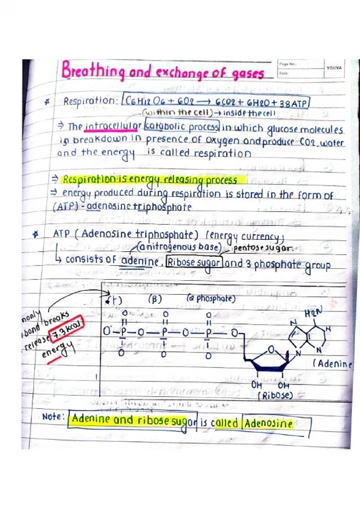 Breathing and exchange of gases
Page No.:
Date:
YOUVA
* Respiration: C6H12O6 + 6O2 → 6CO2 + 6H2O + 38ATP
(within the cell) → inside the cell
⇒ The intracellular catabolic process in which glucose molecules
is breakdown in presence of oxygen and produce CO2, water
and the energy is called respiration
⇒ Respiration is energy releasing process
⇒ energy produced during respiration is stored in the form of
(ATP) - adenosine triphosphate
* ATP (Adenosine triphosphate) (energy currency)
(a nitrogenous base) pentose sugar
↳ consists of adenine, Ribose sugar and 3 phosphate group
only
bond breaks
release 7.3 kcal
energy
(γ) (β) (α phosphate)
O O O
O⁻-P-O-P-O-P-O
O O O
H2N
N N
N N
O
(Adenine)
OH OH
(Ribose)
Note: Adenine and ribose sugar is called Adenosine